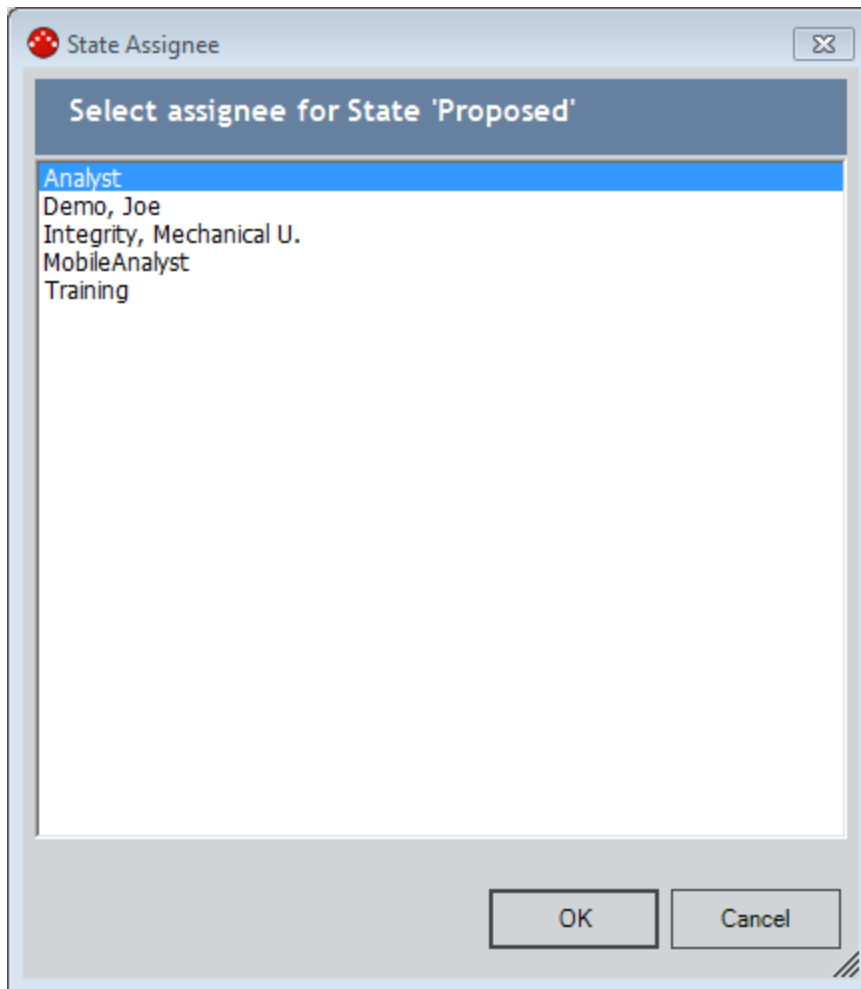 State Assignee
Select assignee for State 'Proposed'
Analyst
Demo, Joe
Integrity, Mechanical U.
MobileAnalyst
Training
OK
Cancel